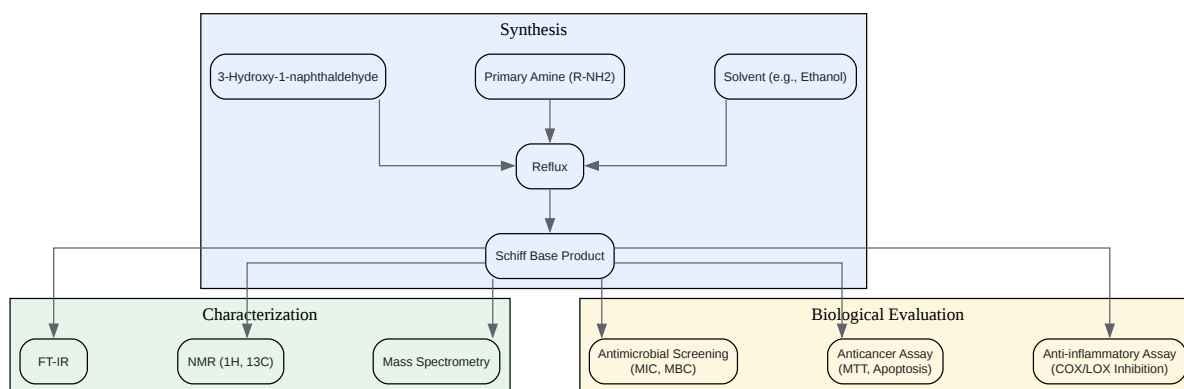 Synthesis
3-Hydroxy-1-naphthaldehyde
Primary Amine (R-NH2)
Solvent (e.g., Ethanol)
Reflux
Schiff Base Product
Characterization
FT-IR
NMR (1H, 13C)
Mass Spectrometry
Biological Evaluation
Antimicrobial Screening
(MIC, MBC)
Anticancer Assay
(MTT, Apoptosis)
Anti-inflammatory Assay
(COX/LOX Inhibition)